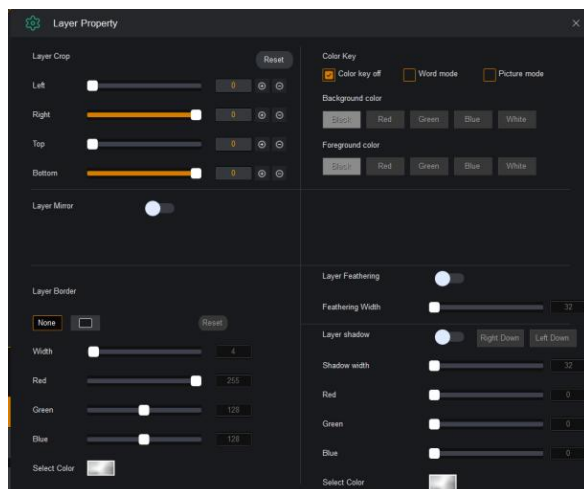 Layer Property
Layer Crop
Reset
Left 0
Right 0
Top 0
Bottom 0
Layer Mirror
Layer Border
None
Reset
Width 4
Red 255
Green 128
Blue 128
Select Color
Color Key
Color key off Word mode Picture mode
Background color
Black Red Green Blue White
Foreground color
Black Red Green Blue White
Layer Feathering
Feathering Width 32
Layer shadow Right Down Left Down
Shadow width 32
Red 0
Green 0
Blue 0
Select Color